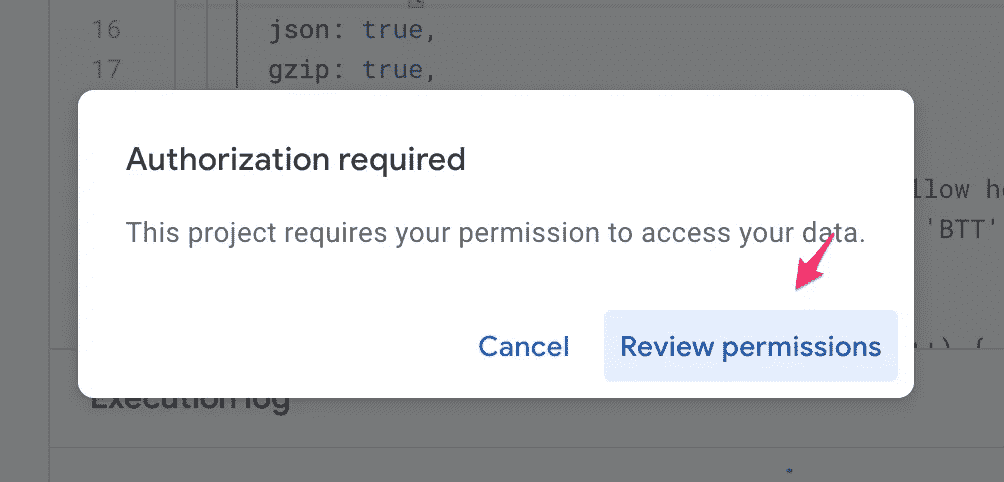 16 json: true,
17 gzip: true,
Authorization required
llow h
This project requires your permission to access your data.
'BTT'
Cancel Review permissions
') {
Execution log